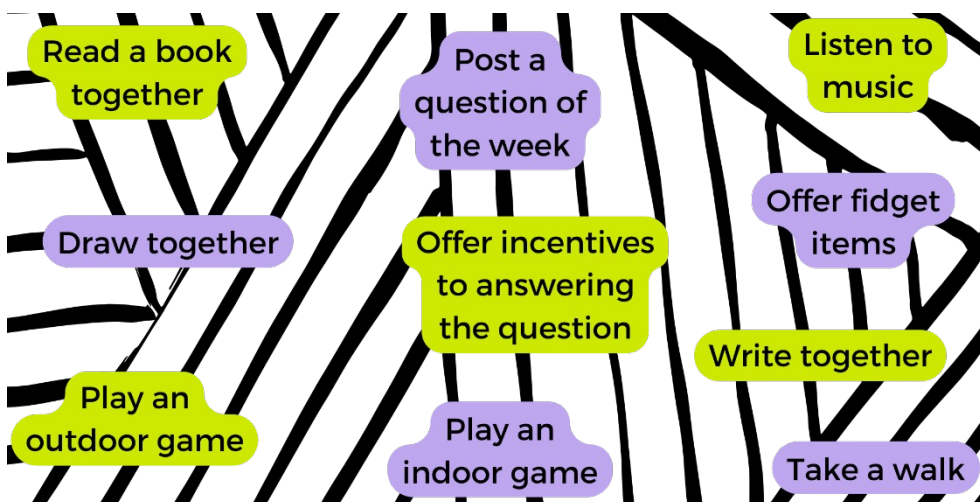 Read a book
together
Post a
question of
the week
Listen to
music
Draw together
Offer incentives
to answering
the question
Offer fidget
items
Write together
Play an
outdoor game
Play an
indoor game
Take a walk